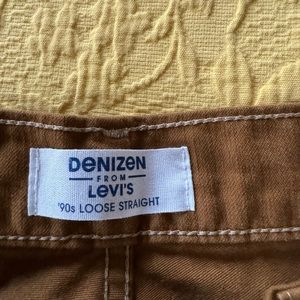 DENIZEN
FROM
LEVI'S
'90s LOOSE STRAIGHT